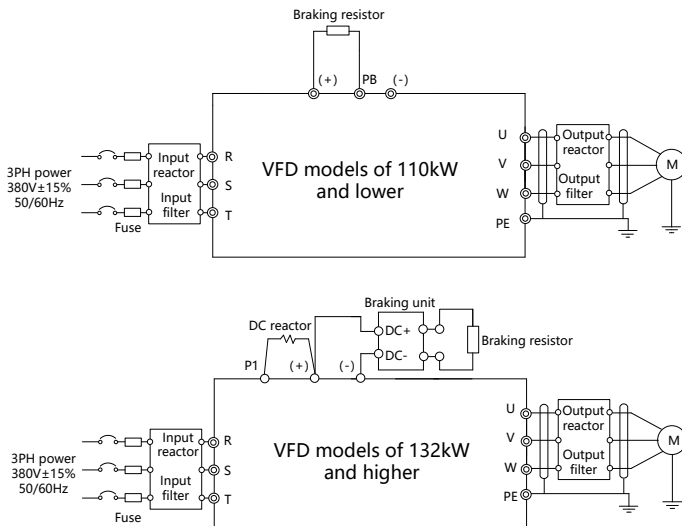 Braking resistor
(+)
PB
(-)
3PH power
380V±15%
50/60Hz
Fuse
Input
reactor
Input
filter
R
S
T
VFD models of 110kW
and lower
U
V
W
PE
Output
reactor
Output
filter
M
Braking unit
DC reactor
DC+
DC-
Braking resistor
P1
(+)
(-)
3PH power
380V±15%
50/60Hz
Fuse
Input
reactor
Input
filter
R
S
T
VFD models of 132kW
and higher
U
V
W
PE
Output
reactor
Output
filter
M